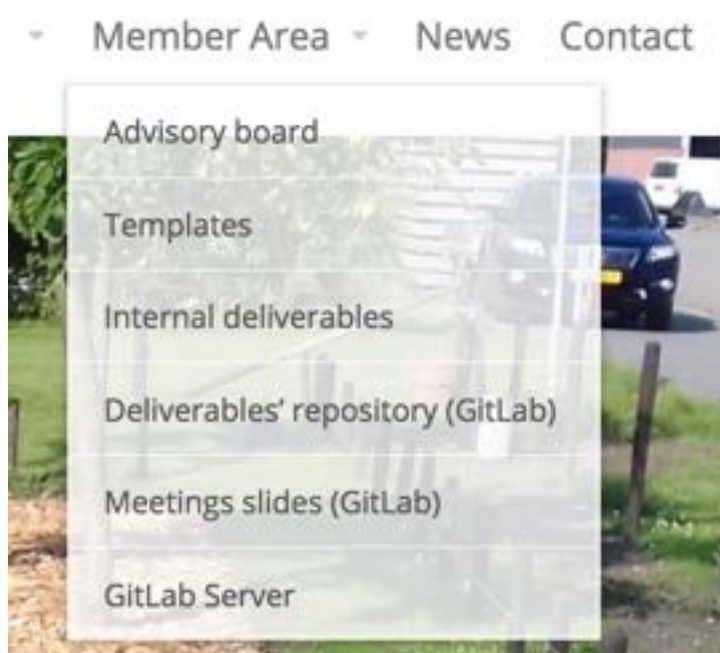 Member Area News Contact
Advisory board
Templates
Internal deliverables
Deliverables’ repository (GitLab)
Meetings slides (GitLab)
GitLab Server